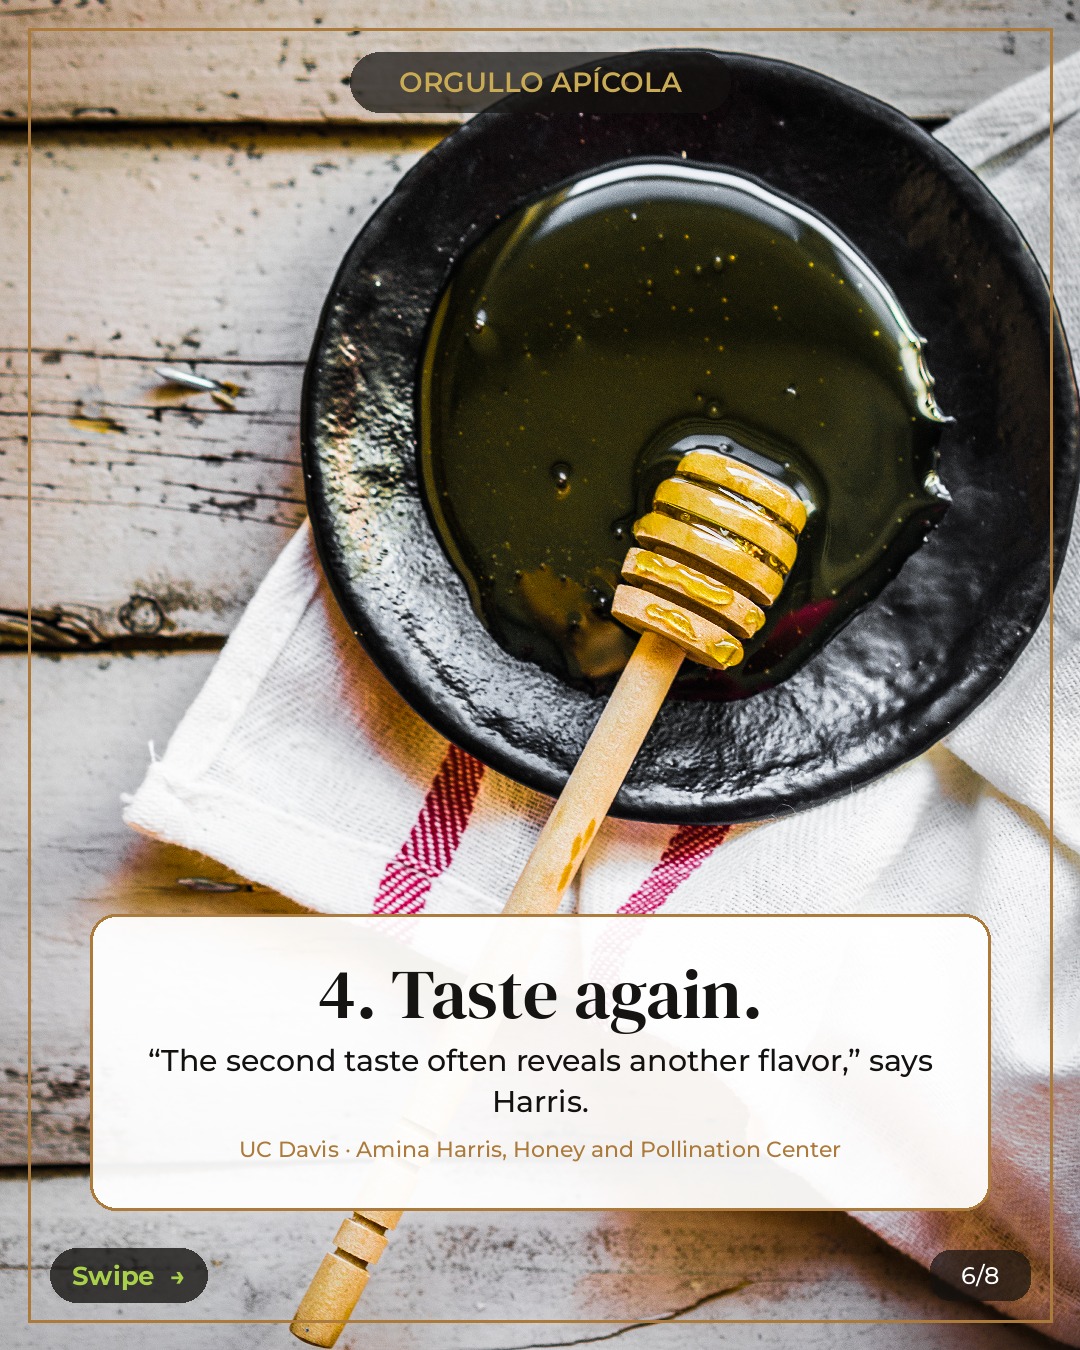 ORGULLO APÍCOLA
4. Taste again.
“The second taste often reveals another flavor,” says
Harris.
UC Davis · Amina Harris, Honey and Pollination Center
Swipe →
6/8